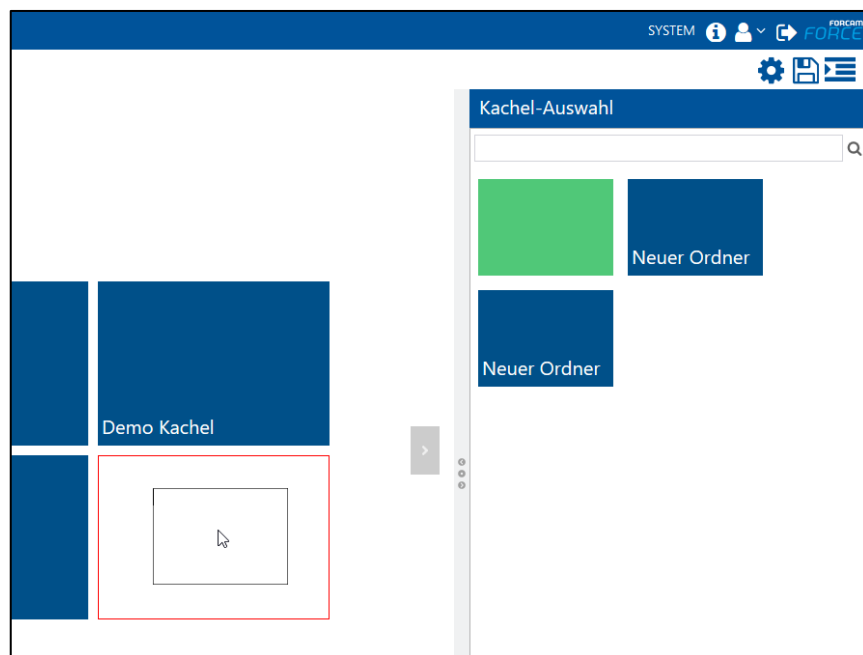 SYSTEM
FORCAM
FORCE
Kachel-Auswahl
Neuer Ordner
Neuer Ordner
Demo Kachel